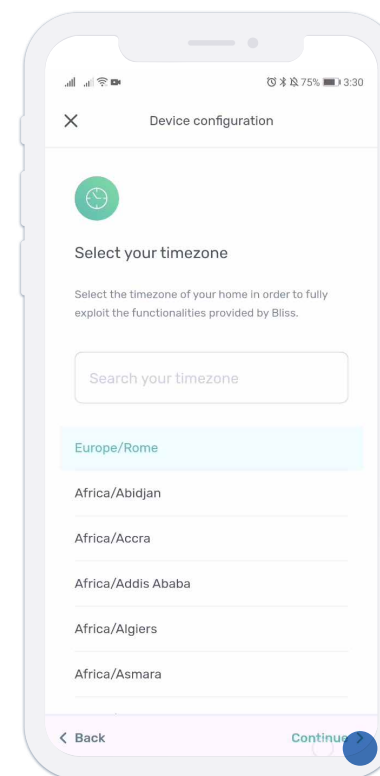 75% 3:30
Device configuration
Select your timezone
Select the timezone of your home in order to fully
exploit the functionalities provided by Bliss.
Search your timezone
Europe/Rome
Africa/Abidjan
Africa/Accra
Africa/Addis Ababa
Africa/Algiers
Africa/Asmara
Back Continue